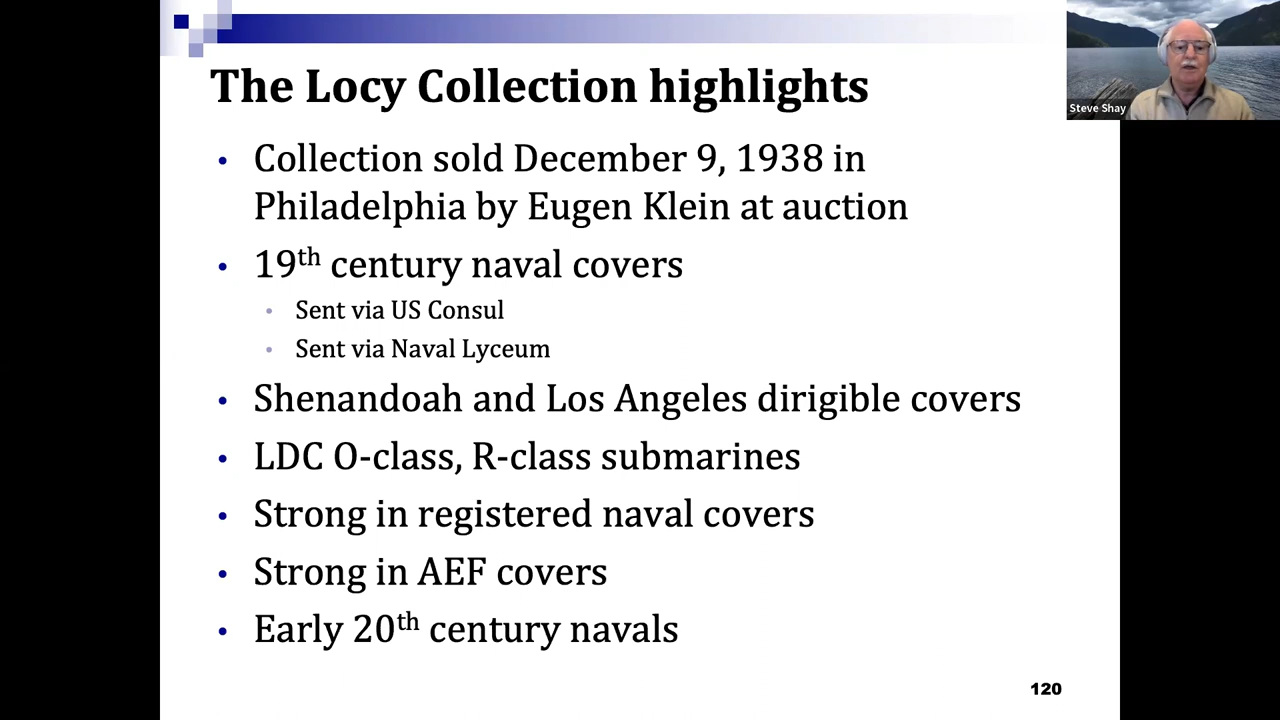 The Locy Collection highlights
Steve Shay
• Collection sold December 9, 1938 in
Philadelphia by Eugen Klein at auction
• 19th century naval covers
• Sent via US Consul
• Sent via Naval Lyceum
• Shenandoah and Los Angeles dirigible covers
• LDC O-class, R-class submarines
• Strong in registered naval covers
• Strong in AEF covers
• Early 20th century navals
120